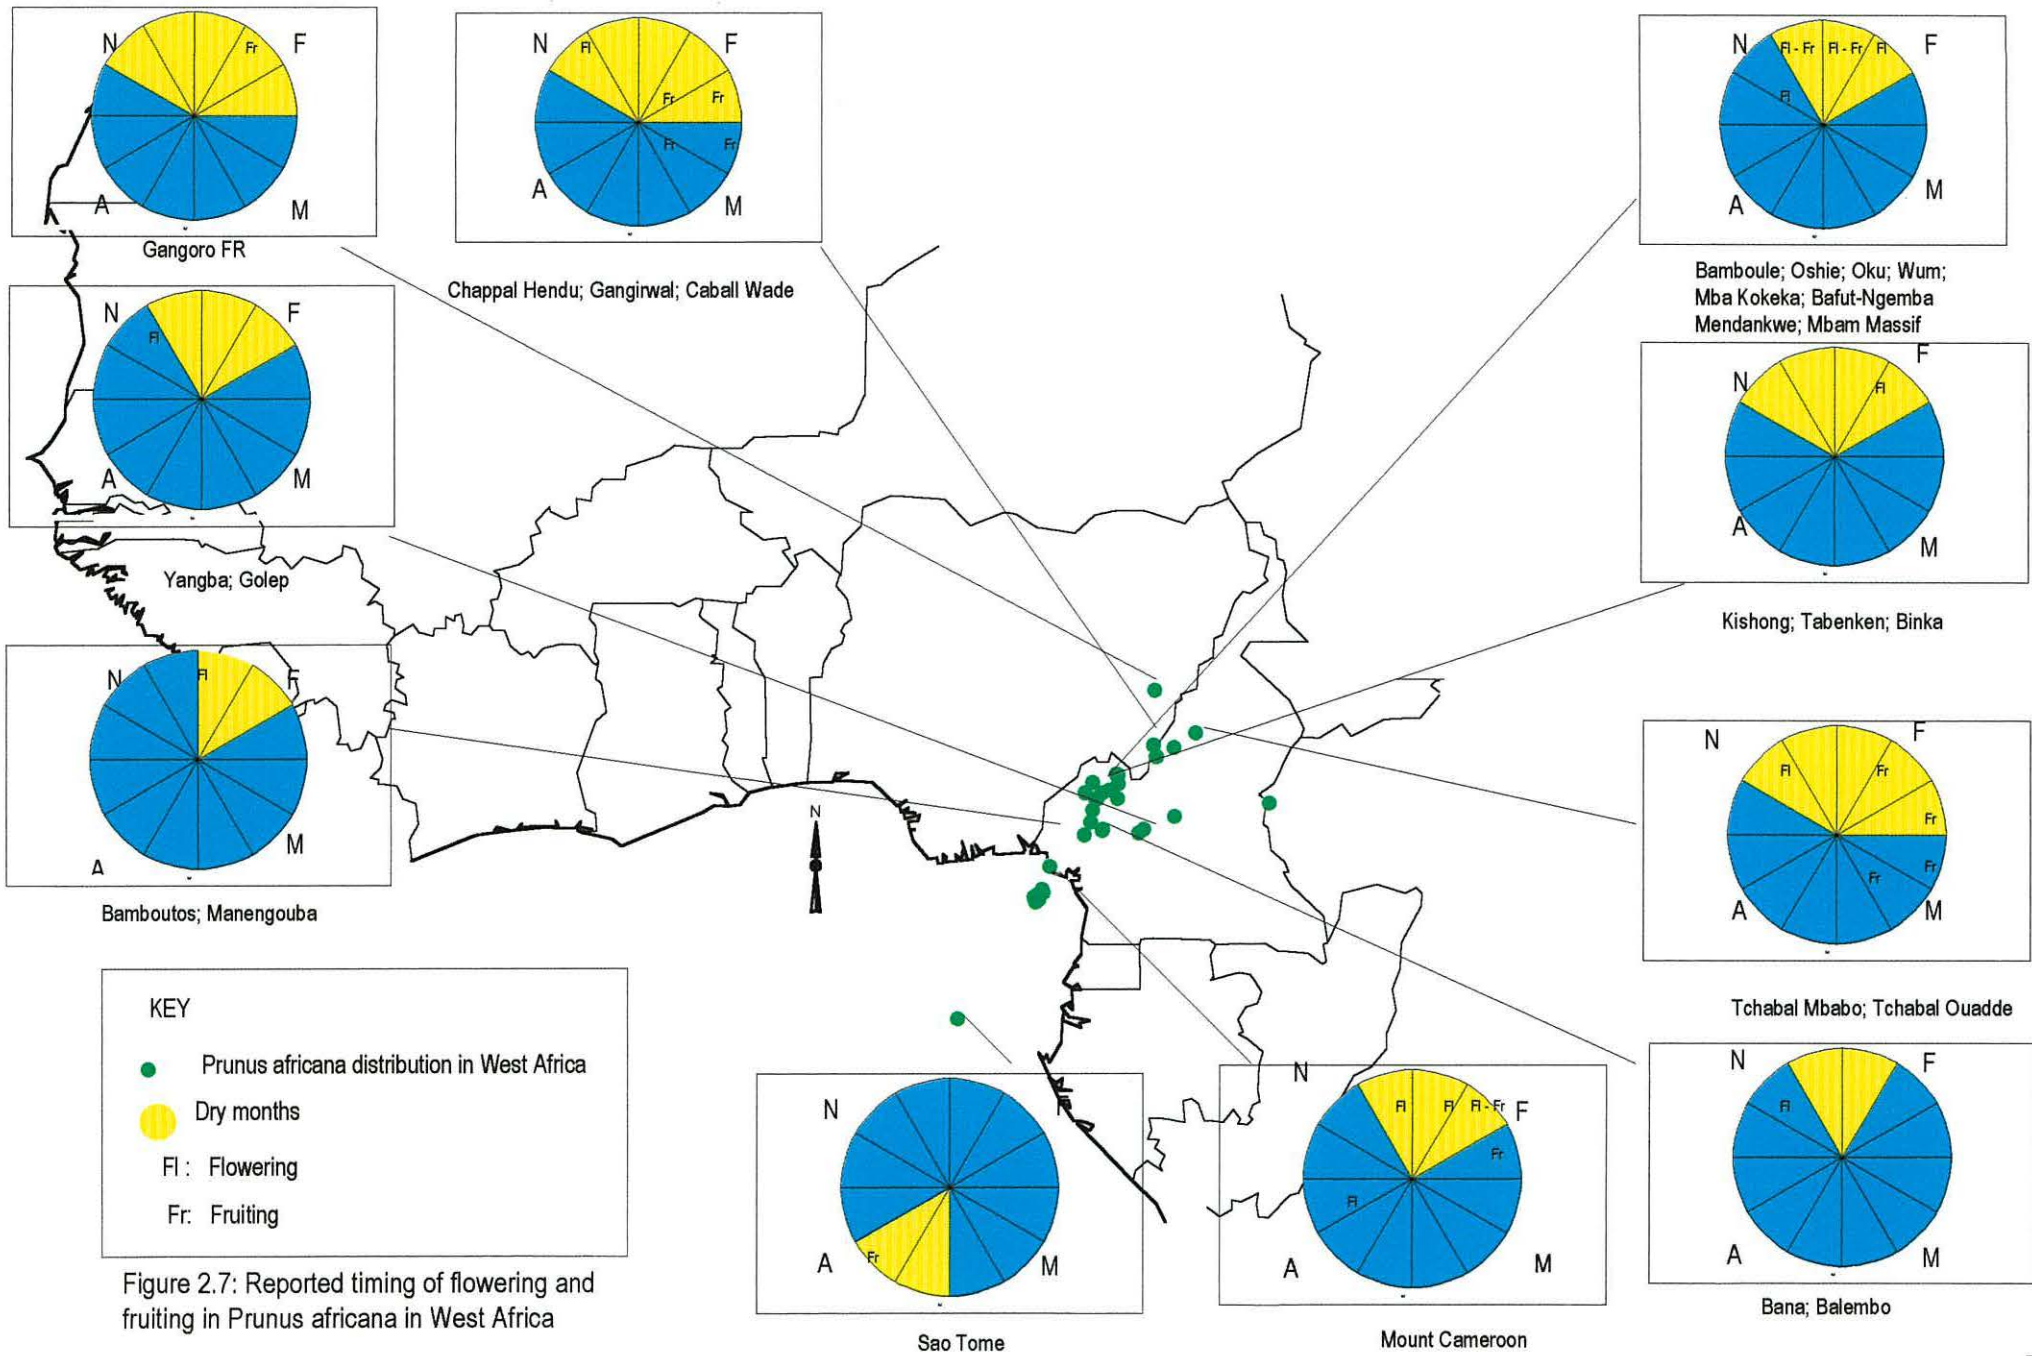 N
Fr
F
A
M
Gangoro FR
N
Fl
F
Fr
Fr
Fr
Fr
A
M
Chappal Hendu; Gangirwal; Caball Wade
N
Fl - Fr
Fl - Fr
Fl
F
Fl
A
M
Bamboule; Oshie; Oku; Wum;
Mba Kokeka; Bafut-Ngemba
Mendankwe; Mbam Massif
N
Fl
F
A
M
Yangba; Golep
F
N
Fl
A
M
Kishong; Tabenken; Binka
N
Fl
F
M
A
Bamboutos; Manengouba
N
F
Fl
Fr
Fr
Fr
Fr
A
M
Tchabal Mbabo; Tchabal Ouadde
N
KEY
Prunus africana distribution in West Africa
Dry months
Fl : Flowering
Fr: Fruiting
Figure 2.7: Reported timing of flowering and
fruiting in Prunus africana in West Africa
N
A
Fr
M
Sao Tome
N
Fl
Fl
Fl - Fr
F
Fr
Fl
A
M
Mount Cameroon
N
F
Fl
A
M
Bana; Balembo